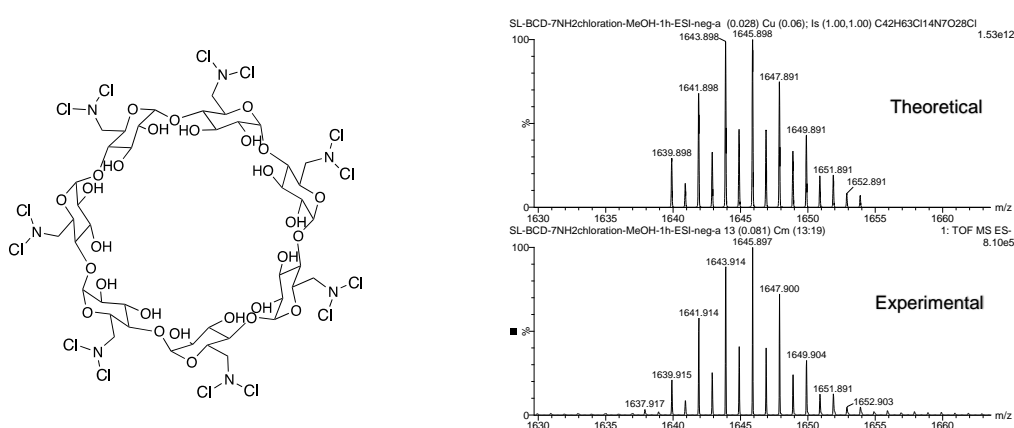 Cl Cl
Cl N
Cl N O O O
OH HO OH
HO O O
Cl
N
HO Cl
OH
O O
Cl
OH
N O
Cl OH OH
O
OH
OH N Cl
OH O O
OH O Cl
O OH
Cl N
O
Cl N
Cl Cl
SL-BCD-7NH2chloration-MeOH-1h-ESI-neg-a (0.028) Cu (0.06); Is (1.00,1.00) C42H63Cl14N7O28Cl
1.53e12
100
1643.898 1645.898
1647.891
1641.898
Theoretical
%
1649.891
1639.898
1651.891
1652.891
0
1630 1635 1640 1645 1650 1655 1660 m/z
SL-BCD-7NH2chloration-MeOH-1h-ESI-neg-a 13 (0.081) Cm (13:19) 1: TOF MS ES-
8.10e5
100
1645.897
1643.914
1647.900
1641.914
Experimental
%
1649.904
1639.915
1651.891
1637.917 1652.903
0
1630 1635 1640 1645 1650 1655 1660 m/z